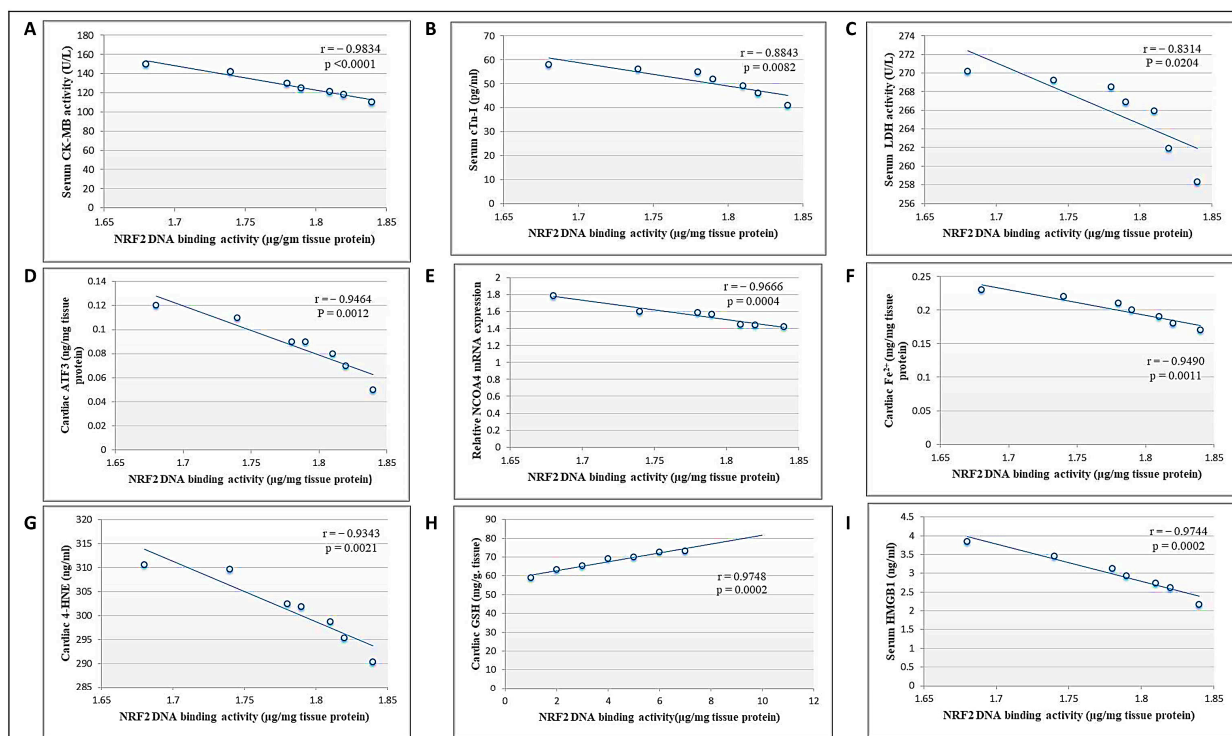 A
r = – 0.9834
p <0.0001
Serum CK-MB activity (U/L)
180
160
140
120
100
80
60
40
20
0
1.65
1.7
1.75
1.8
1.85
NRF2 DNA binding activity (µg/gm tissue protein)
B
r = – 0.8843
p = 0.0082
Serum cTn-I (pg/ml)
70
60
50
40
30
20
10
0
1.65
1.7
1.75
1.8
1.85
NRF2 DNA binding activity (µg/mg tissue protein)
C
r = – 0.8314
P = 0.0204
Serum LDH activity (U/L)
274
272
270
268
266
264
262
260
258
256
1.65
1.7
1.75
1.8
1.85
NRF2 DNA binding activity (µg/mg tissue protein)
D
r = – 0.9464
P = 0.0012
Cardiac ATF3 (ng/mg tissue
protein)
0.14
0.12
0.1
0.08
0.06
0.04
0.02
0
1.65
1.7
1.75
1.8
1.85
NRF2 DNA binding activity (µg/mg tissue protein)
E
r = – 0.9666
p = 0.0004
Relative NCOA4 mRNA expression
2
1.8
1.6
1.4
1.2
1
0.8
0.6
0.4
0.2
0
1.65
1.7
1.75
1.8
1.85
NRF2 DNA binding activity (µg/mg tissue protein)
F
r = – 0.9490
p = 0.0011
Cardiac Fe²⁺ (mg/mg tissue
protein)
0.25
0.2
0.15
0.1
0.05
0
1.65
1.7
1.75
1.8
1.85
NRF2 DNA binding activity (µg/mg tissue protein)
G
r = – 0.9343
p = 0.0021
Cardiac 4-HNE (ng/ml)
320
315
310
305
300
295
290
285
1.65
1.7
1.75
1.8
1.85
NRF2 DNA binding activity (µg/mg tissue protein)
H
r = 0.9748
p = 0.0002
Cardiac GSH (mg/g. tissue)
90
80
70
60
50
40
30
20
10
0
0
2
4
6
8
10
12
NRF2 DNA binding activity(µg/mg tissue protein)
I
r = – 0.9744
p = 0.0002
Serum HMGB1 (ng/ml)
4.5
4
3.5
3
2.5
2
1.5
1
0.5
0
1.65
1.7
1.75
1.8
1.85
NRF2 DNA binding activity (µg/mg tissue protein)